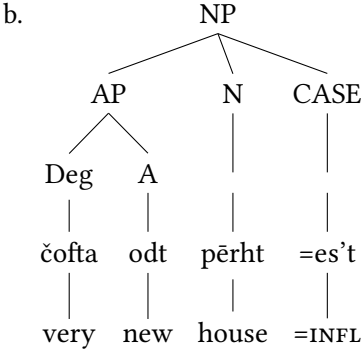 b. NP
AP N CASE
Deg A
čofta odt pērht =es’t
very new house =INFL